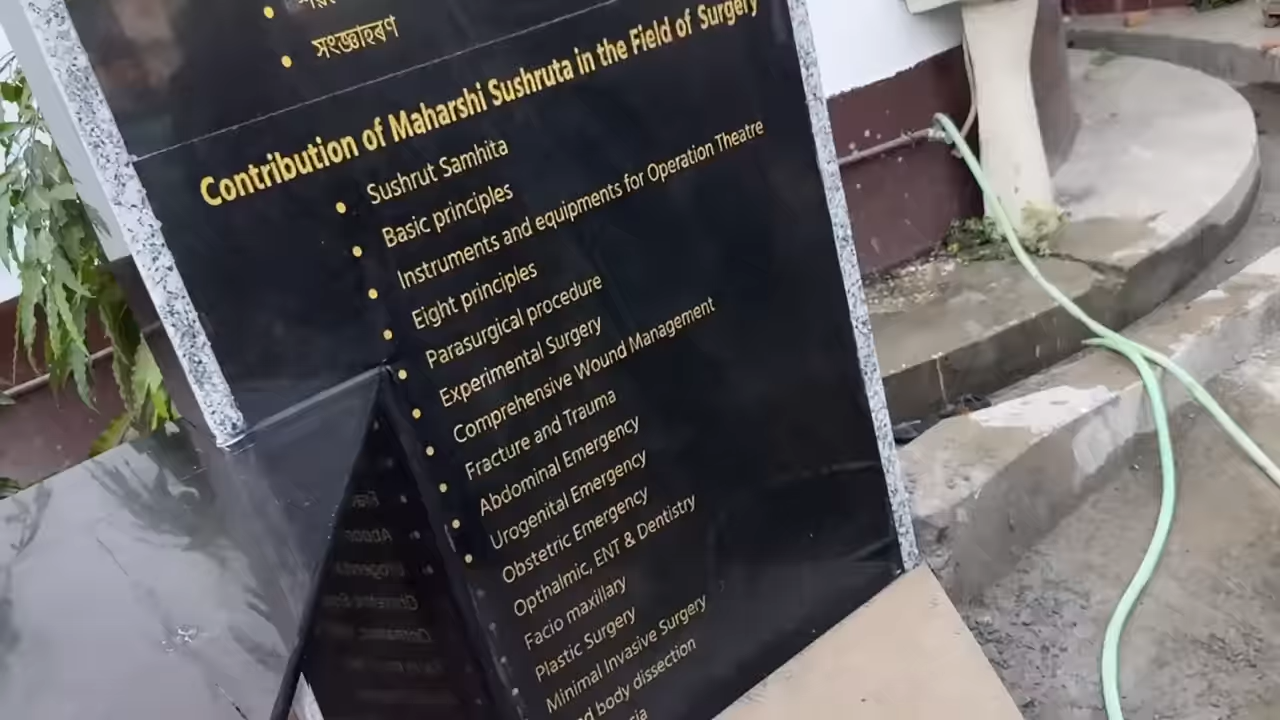 সংজ্ঞাহৰণ
Contribution of Maharshi Sushruta in the Field of Surgery
Sushrut Samhita
Basic principles
Instruments and equipments for Operation Theatre
Eight principles
Parasurgical procedure
Experimental Surgery
Comprehensive Wound Management
Fracture and Trauma
Abdominal Emergency
Urogenital Emergency
Obstetric Emergency
Opthalmic, ENT & Dentistry
Facio maxillary
Plastic Surgery
Minimal Invasive Surgery
body dissection